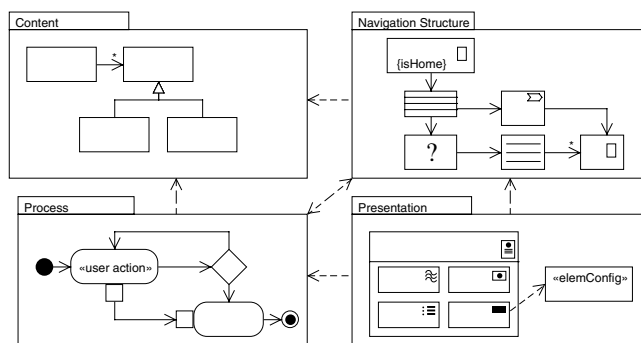 Content
Navigation Structure
*
{isHome}
?
*
Process
Presentation
«user action»
«elemConfig»